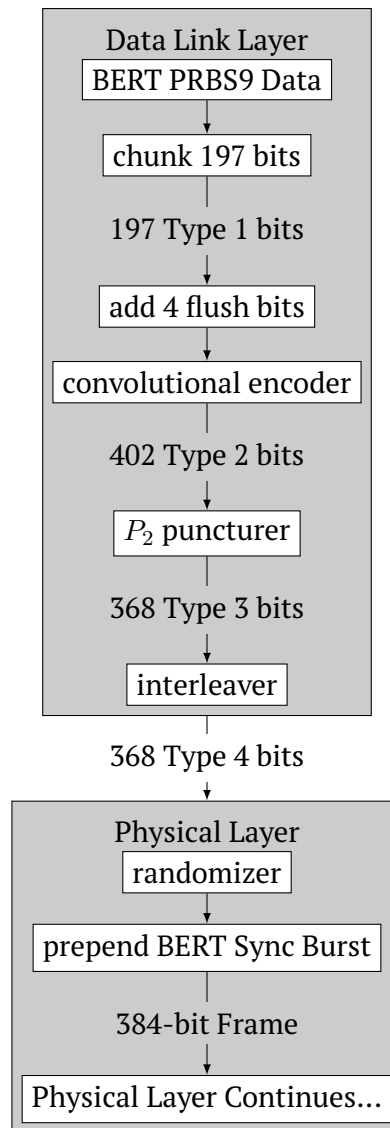 Data Link Layer
BERT PRBS9 Data
chunk 197 bits
197 Type 1 bits
add 4 flush bits
convolutional encoder
402 Type 2 bits
P₂ puncturer
368 Type 3 bits
interleaver
368 Type 4 bits
Physical Layer
randomizer
prepend BERT Sync Burst
384-bit Frame
Physical Layer Continues...